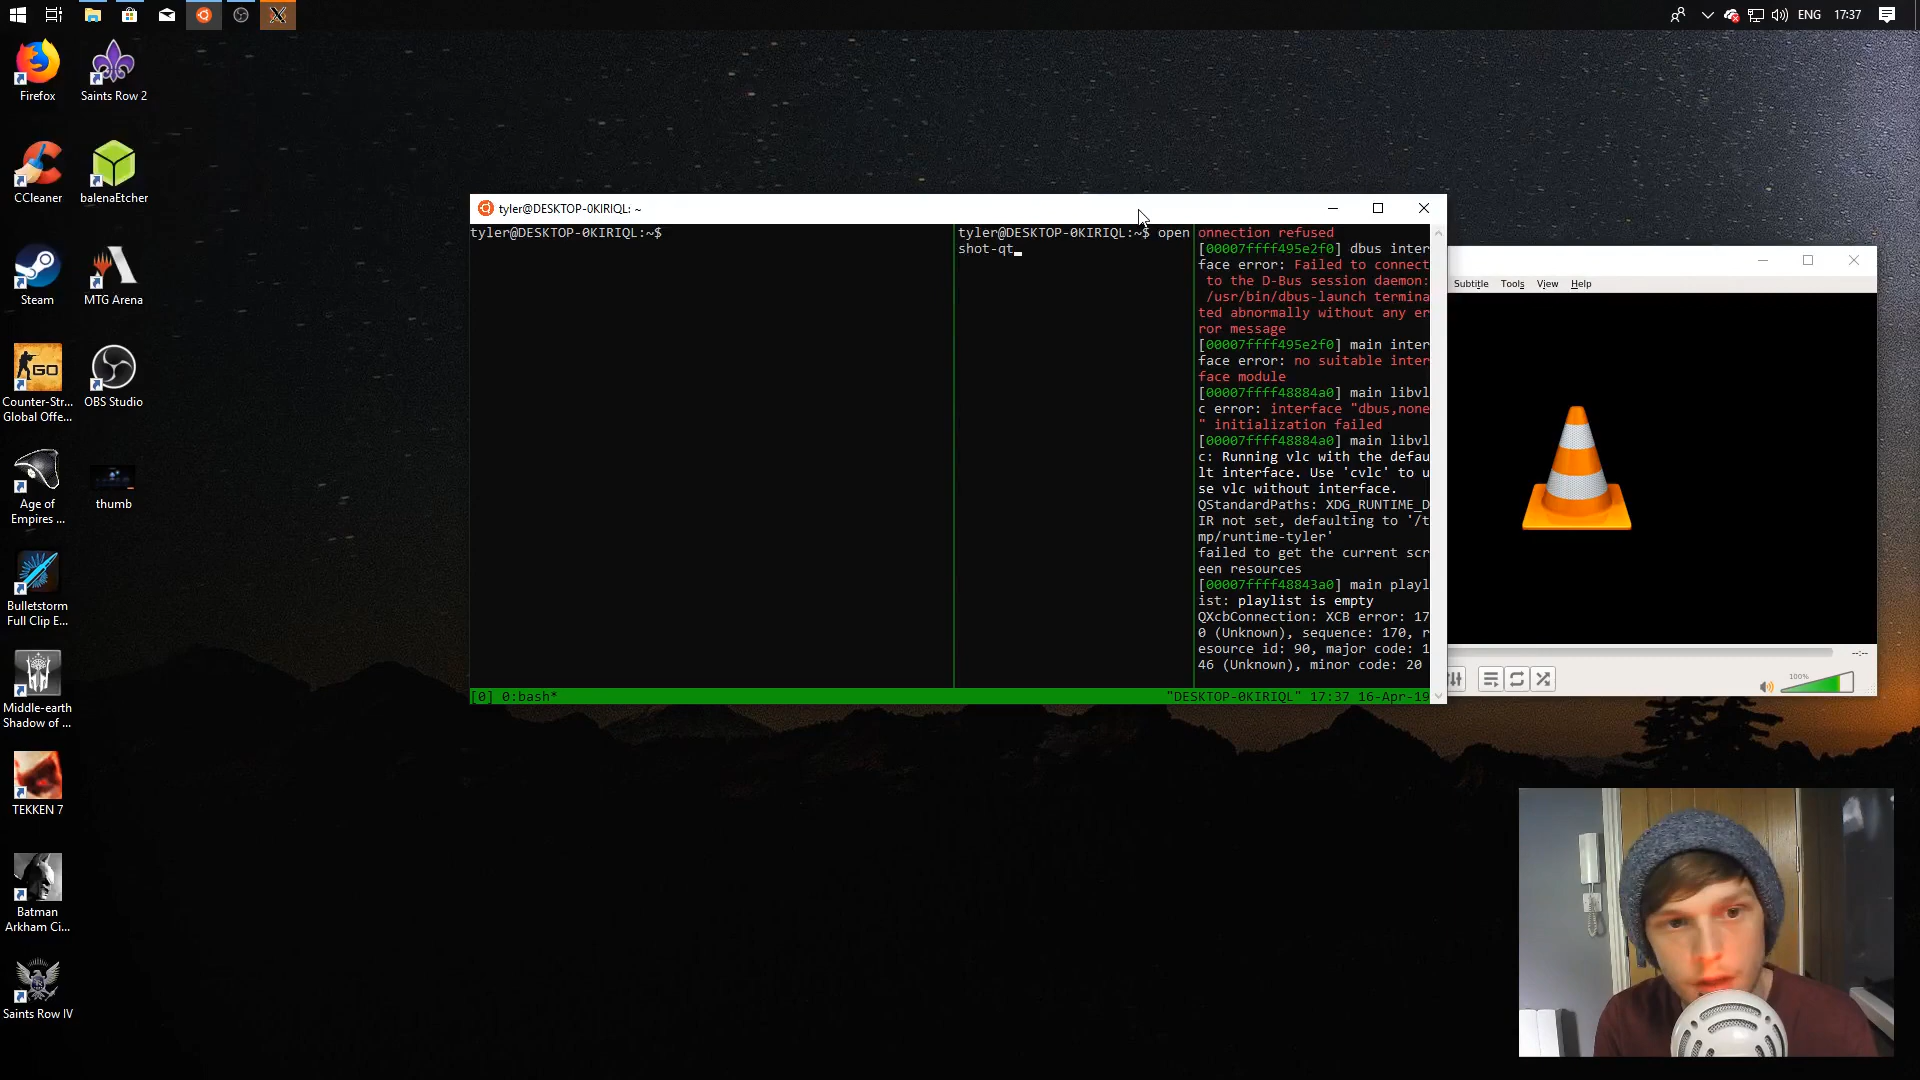 ENG
17:37
Firefox
Saints Row 2
CCleaner
balenaEtcher
Steam
MTG Arena
GO
Counter-Str...
Global Offe...
OBS Studio
Age of
Empires ...
thumb
Bulletstorm
Full Clip E...
Middle-earth
Shadow of ...
TEKKEN 7
Batman
Arkham Ci...
Saints Row IV
tyler@DESKTOP-0KIRIQL: ~
tyler@DESKTOP-0KIRIQL:~$
tyler@DESKTOP-0KIRIQL:~$ open
shot-qt
onnection refused
[00007ffff495e2f0] dbus inter
face error: Failed to connect
to the D-Bus session daemon:
/usr/bin/dbus-launch termina
ted abnormally without any er
ror message
[00007ffff495e2f0] main inter
face error: no suitable inter
face module
[00007ffff48884a0] main libvl
c error: interface "dbus,none
" initialization failed
[00007ffff48884a0] main libvl
c: Running vlc with the defau
lt interface. Use 'cvlc' to u
se vlc without interface.
QStandardPaths: XDG_RUNTIME_D
IR not set, defaulting to '/t
mp/runtime-tyler'
failed to get the current scr
een resources
[00007ffff48843a0] main playl
ist: playlist is empty
QXcbConnection: XCB error: 17
0 (Unknown), sequence: 170, r
esource id: 90, major code: 1
46 (Unknown), minor code: 20
[0] 0:bash*
"DESKTOP-0KIRIQL" 17:37 16-Apr-19
Subtitle Tools View Help
--:--
100%